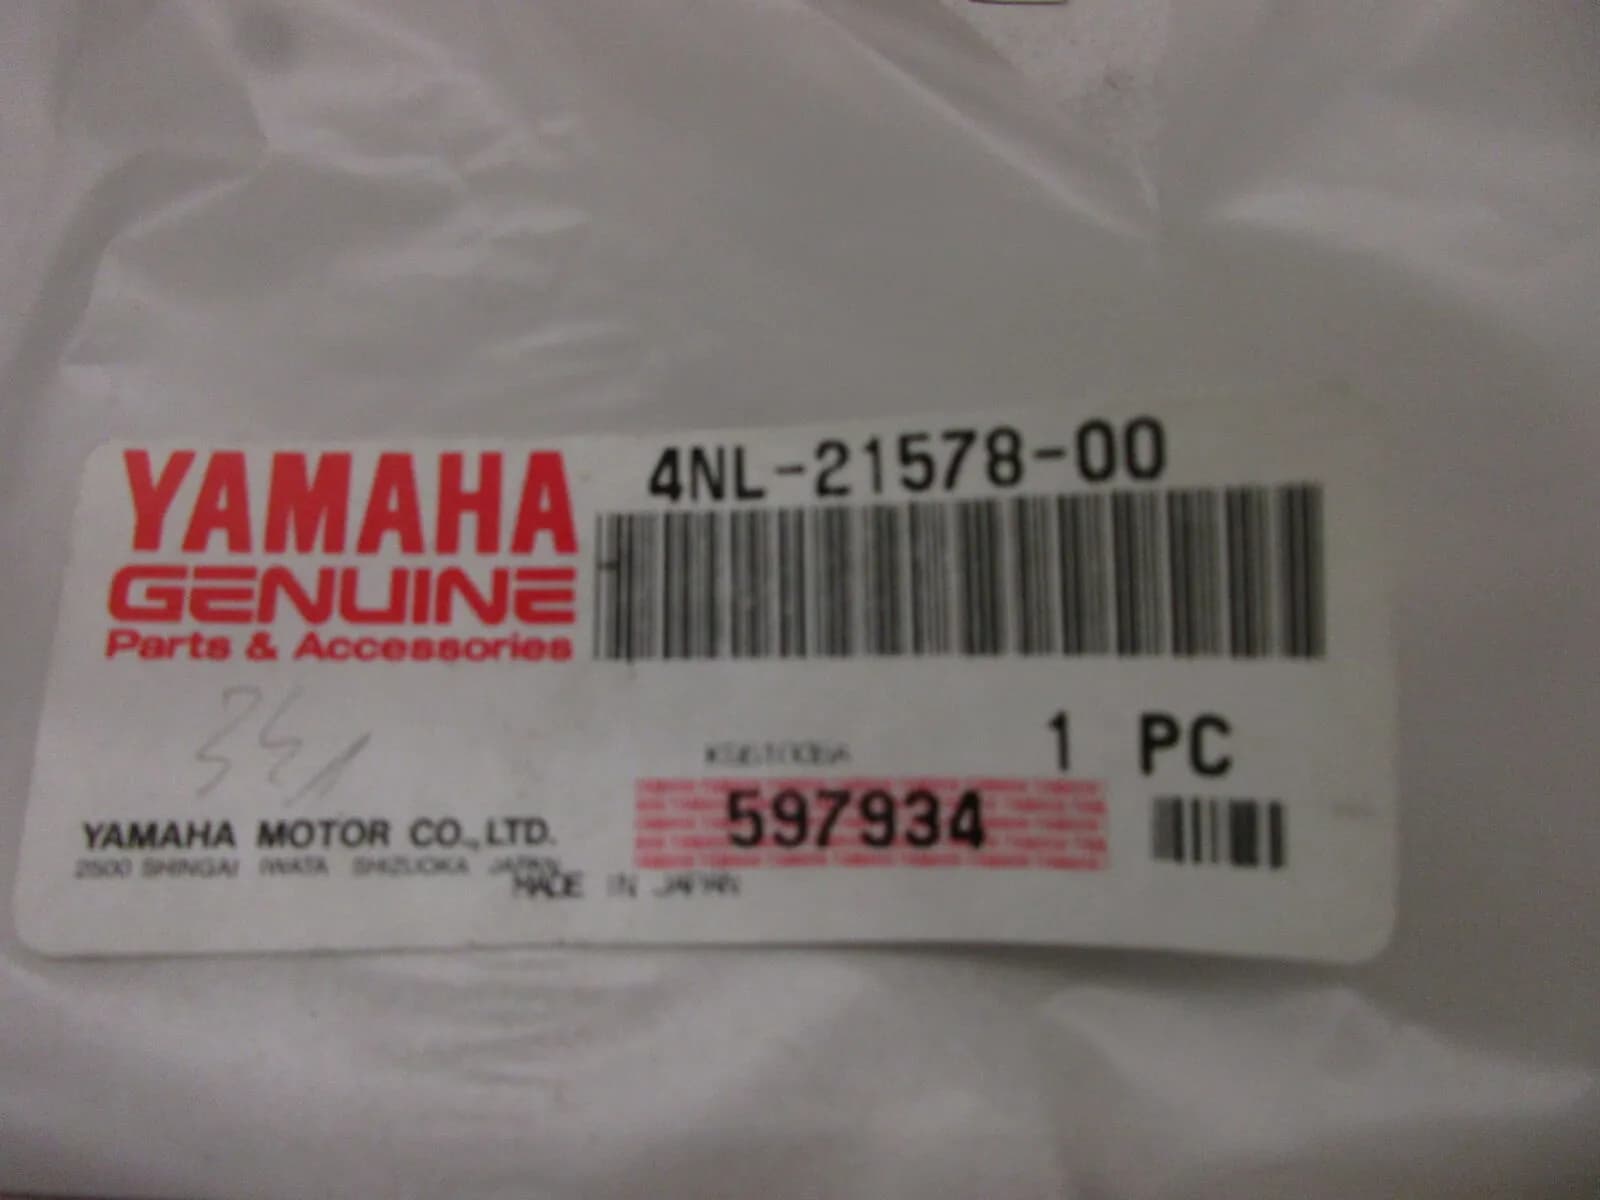 YAMAHA
GENUINE
Parts & Accessories
4NL-21578-00
1 PC
597934
YAMAHA MOTOR CO., LTD.
2500 SHINGAI IWATA SHIZUOKA JAPAN
MADE IN JAPAN